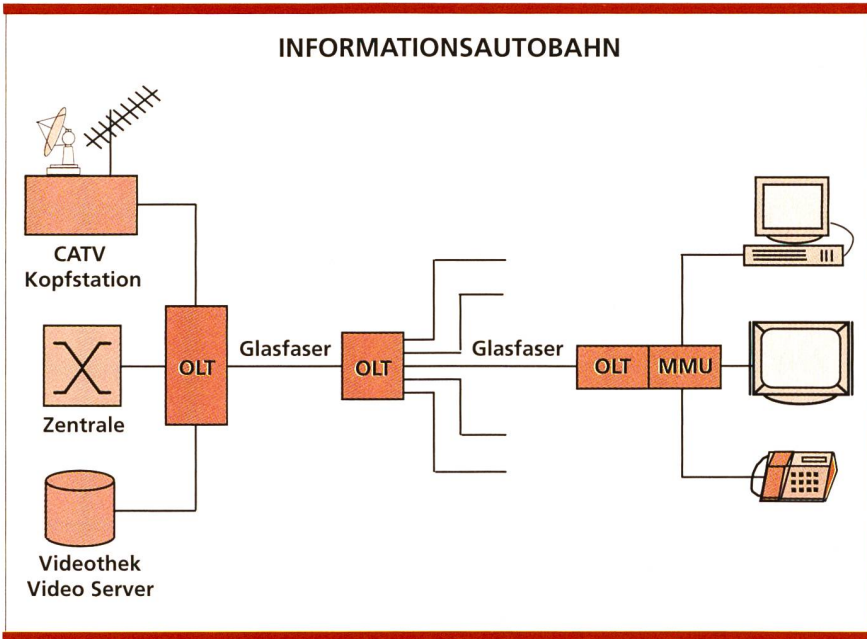 INFORMATIONSAUTOBAHN
CATV
Kopfstation
Zentrale
Videothek
Video Server
OLT
Glasfaser
OLT
Glasfaser
OLT
MMU